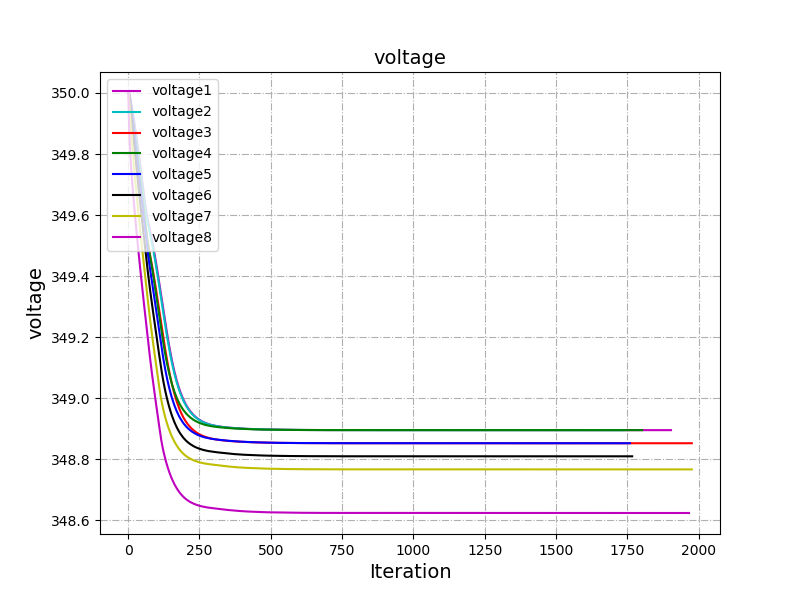 voltage
voltage
350.0
349.8
349.6
349.4
349.2
349.0
348.8
348.6
voltage1
voltage2
voltage3
voltage4
voltage5
voltage6
voltage7
voltage8
0 250 500 750 1000 1250 1500 1750 2000
Iteration